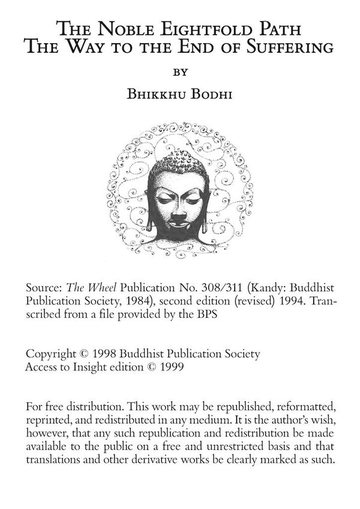 The Noble Eightfold Path
The Way to the End of Suffering
by
Bhikkhu Bodhi
Source: The Wheel Publication No. 308/311 (Kandy: Buddhist
Publication Society, 1984), second edition (revised) 1994. Tran-
scribed from a file provided by the BPS
Copyright © 1998 Buddhist Publication Society
Access to Insight edition © 1999
For free distribution. This work may be republished, reformatted,
reprinted, and redistributed in any medium. It is the author's wish,
however, that any such republication and redistribution be made
available to the public on a free and unrestricted basis and that
translations and other derivative works be clearly marked as such.